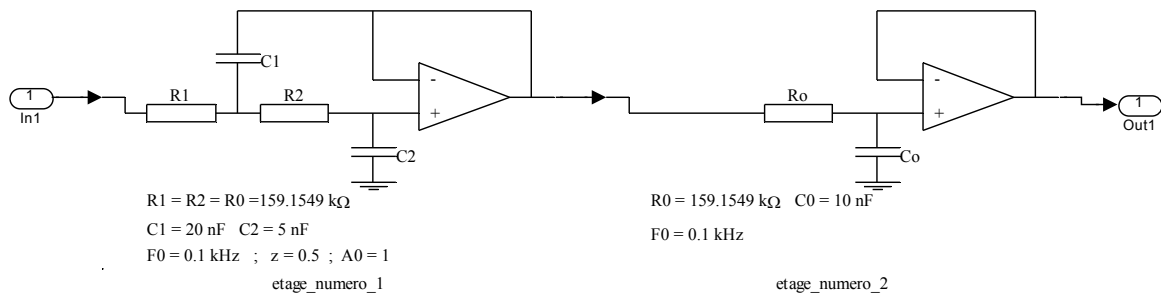 C1
R1
R2
-
+
C2
1
In1
Ro
-
+
Co
1
Out1
R1 = R2 = R0 =159.1549 kΩ
C1 = 20 nF C2 = 5 nF
F0 = 0.1 kHz ; z = 0.5 ; A0 = 1
etage_numero_1
R0 = 159.1549 kΩ C0 = 10 nF
F0 = 0.1 kHz
etage_numero_2